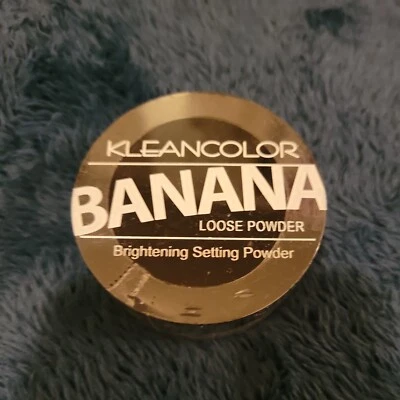 KLEANCOLOR
BANANA
LOOSE POWDER
Brightening Setting Powder